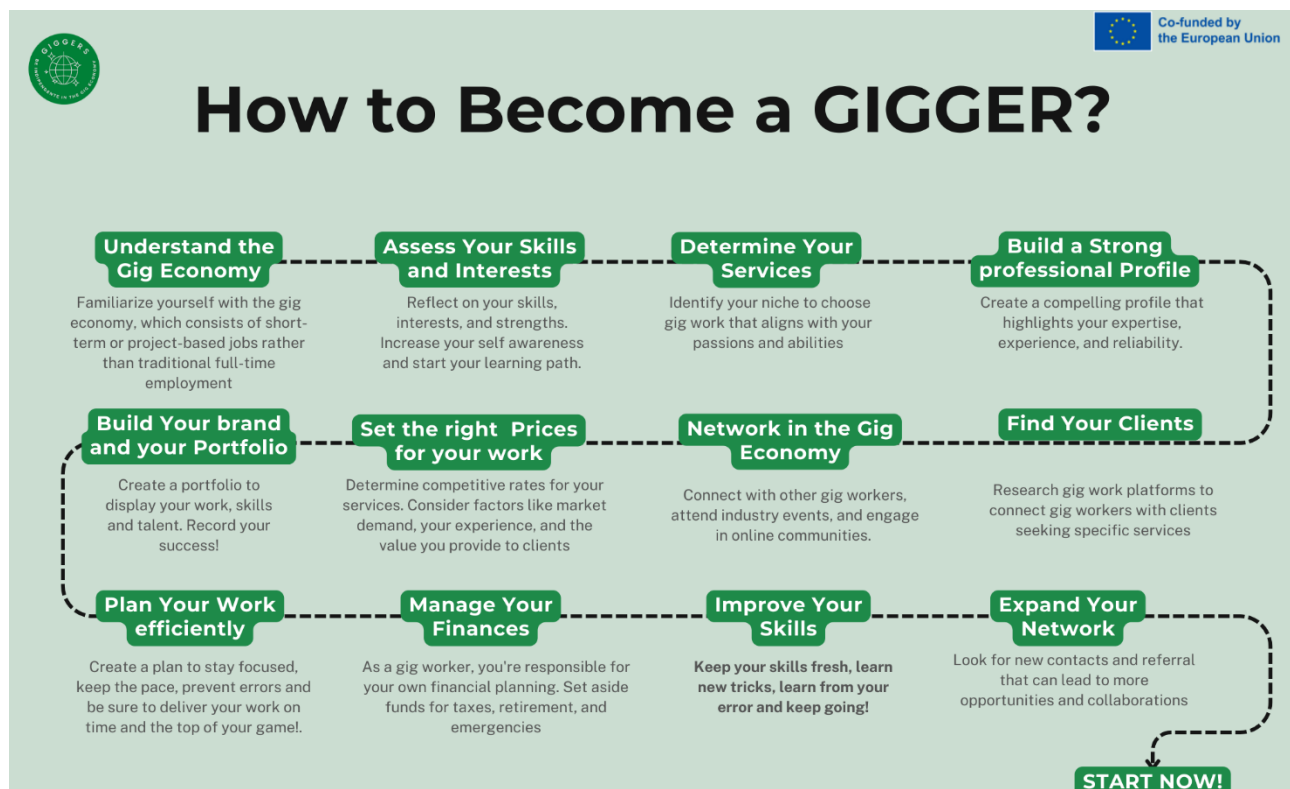 GIGGERS
BE INDIPENDENTE IN THE GIG ECONOMY
Co-funded by
the European Union
How to Become a GIGGER?
Understand the
Gig Economy
Familiarize yourself with the gig
economy, which consists of short-
term or project-based jobs rather
than traditional full-time
employment
Assess Your Skills
and Interests
Reflect on your skills,
interests, and strengths.
Increase your self awareness
and start your learning path.
Determine Your
Services
Identify your niche to choose
gig work that aligns with your
passions and abilities
Build a Strong
professional Profile
Create a compelling profile that
highlights your expertise,
experience, and reliability.
Find Your Clients
Research gig work platforms to
connect gig workers with clients
seeking specific services
Network in the Gig
Economy
Connect with other gig workers,
attend industry events, and engage
in online communities.
Set the right  Prices
for your work
Determine competitive rates for your
services. Consider factors like market
demand, your experience, and the
value you provide to clients
Build Your brand
and your Portfolio
Create a portfolio to
display your work, skills
and talent. Record your
success!
Plan Your Work
efficiently
Create a plan to stay focused,
keep the pace, prevent errors and
be sure to deliver your work on
time and the top of your game!.
Manage Your
Finances
As a gig worker, you're responsible for
your own financial planning. Set aside
funds for taxes, retirement, and
emergencies
Improve Your
Skills
Keep your skills fresh, learn
new tricks, learn from your
error and keep going!
Expand Your
Network
Look for new contacts and referral
that can lead to more
opportunities and collaborations
START NOW!